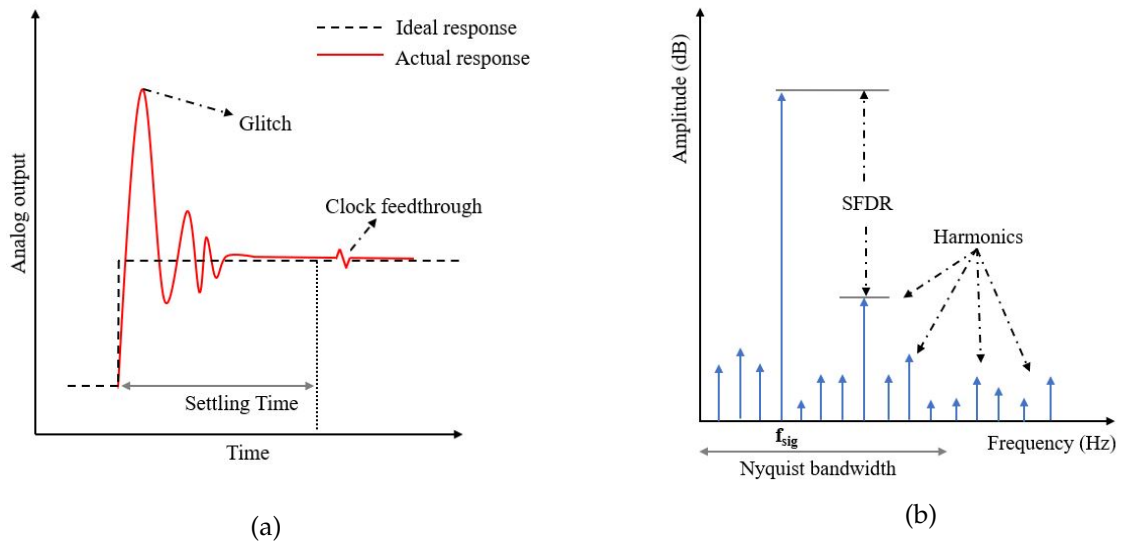 Ideal response
Actual response
Glitch
Clock feedthrough
Analog output
Settling Time
Time
(a)
Amplitude (dB)
SFDR
Harmonics
fsig
Frequency (Hz)
Nyquist bandwidth
(b)